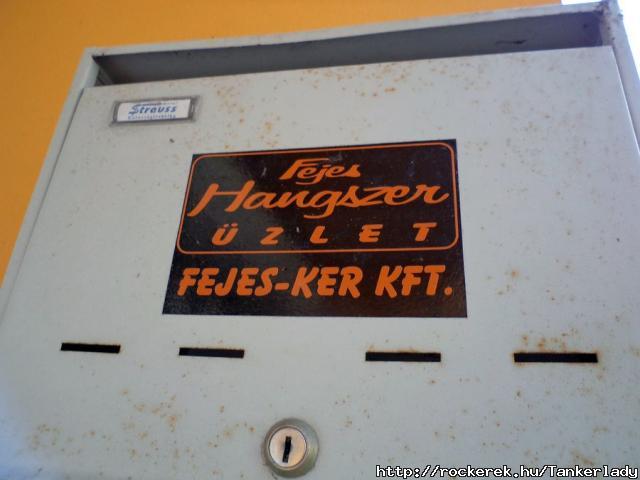 Strauss
Fejes
Hangszer
ÜZLET
FEJES-KER KFT.
http://rockerek.hu/Tankerlady